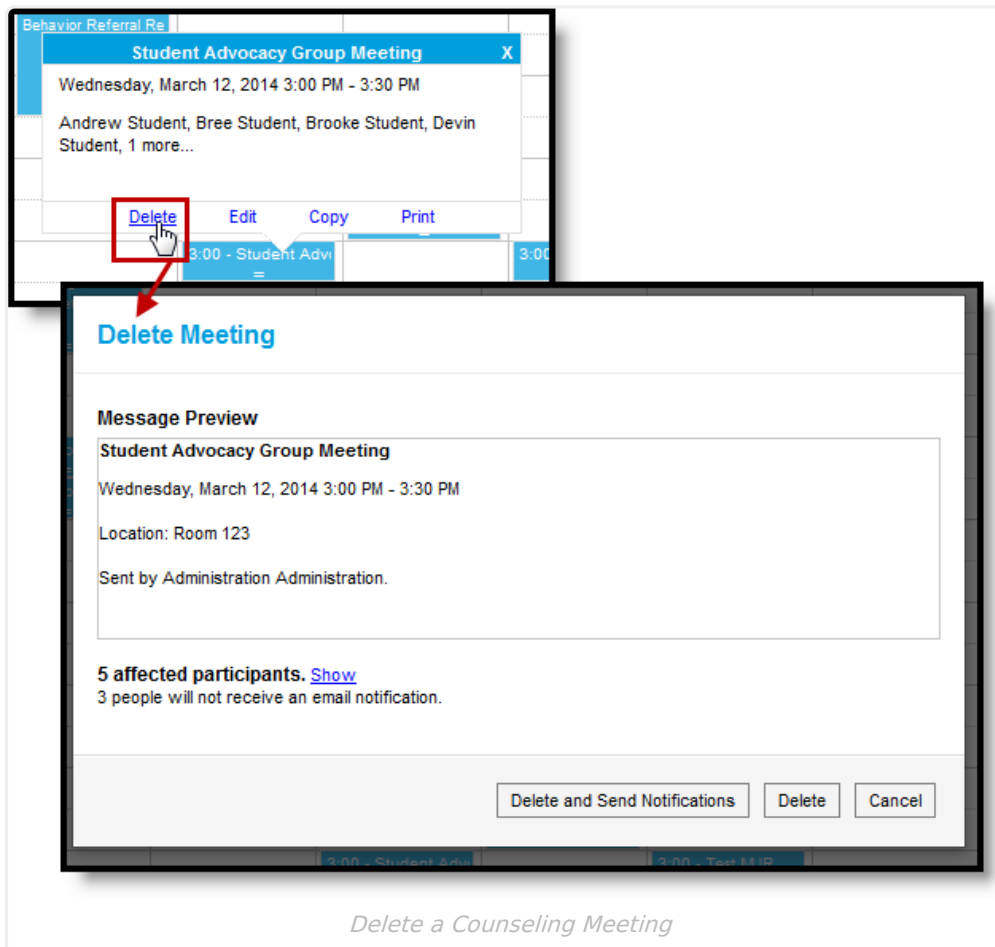 Behavior Referral Re
Student Advocacy Group Meeting X
Wednesday, March 12, 2014 3:00 PM - 3:30 PM
Andrew Student, Bree Student, Brooke Student, Devin
Student, 1 more...
Delete Edit Copy Print
3:00 - Student Adv 3:00
Delete Meeting
Message Preview
Student Advocacy Group Meeting
Wednesday, March 12, 2014 3:00 PM - 3:30 PM
Location: Room 123
Sent by Administration Administration.
5 affected participants. Show
3 people will not receive an email notification.
Delete and Send Notifications Delete Cancel
3:00 - Student Adv 3:00 - Test MJR
Delete a Counseling Meeting